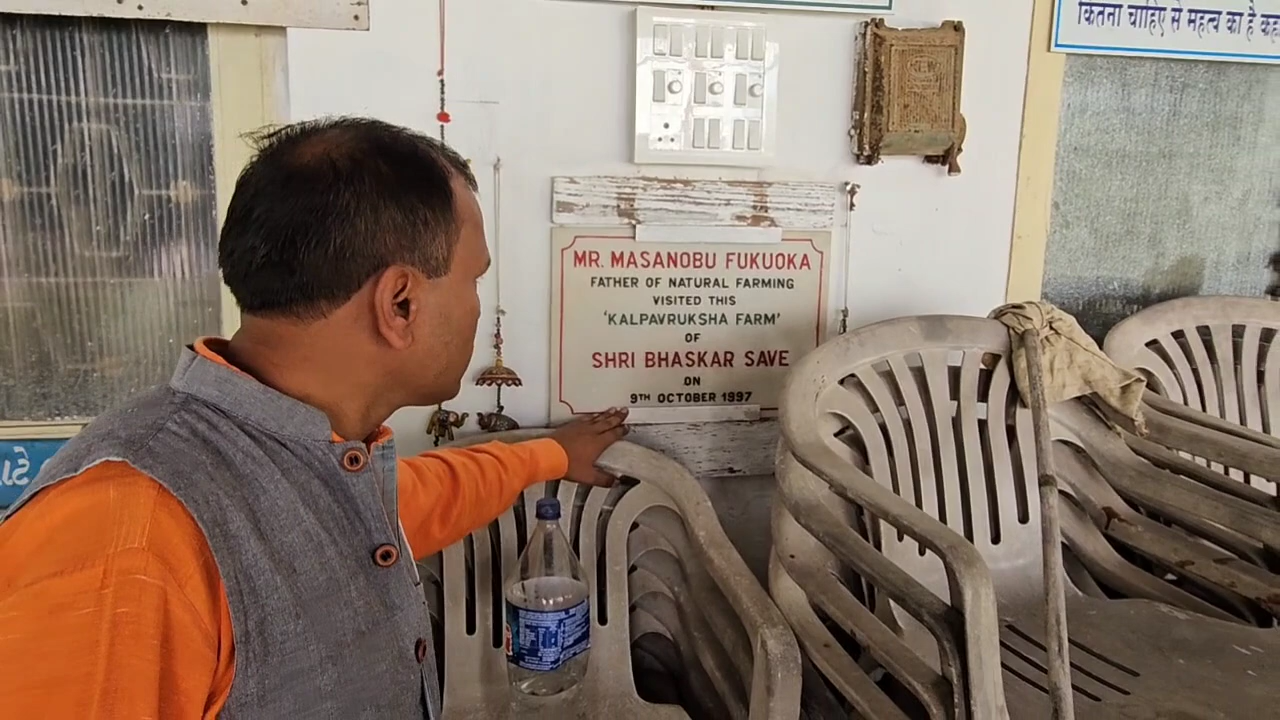 कितना चाहिए से महत्व का है
MR. MASANOBU FUKUOKA
FATHER OF NATURAL FARMING
VISITED THIS
'KALPAVRUKSHA FARM'
OF
SHRI BHASKAR SAVE
ON
9TH OCTOBER 1997